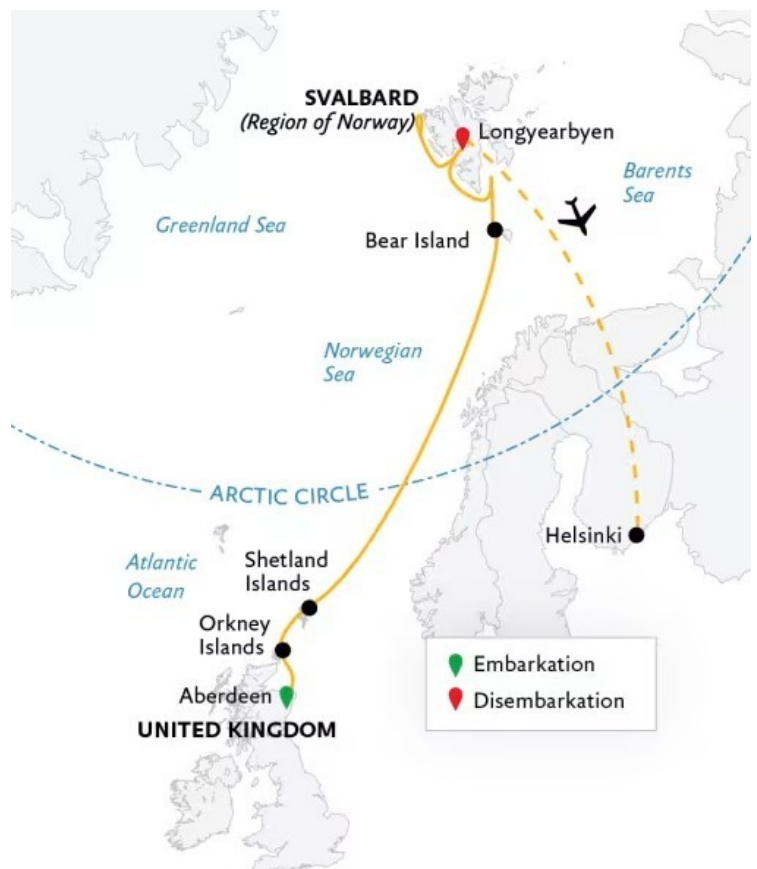 SVALBARD
(Region of Norway)
Longyearbyen
Barents
Sea
Greenland Sea
Bear Island
Norwegian
Sea
ARCTIC CIRCLE
Helsinki
Atlantic
Ocean
Shetland
Islands
Orkney
Islands
Aberdeen
UNITED KINGDOM
Embarkation
Disembarkation